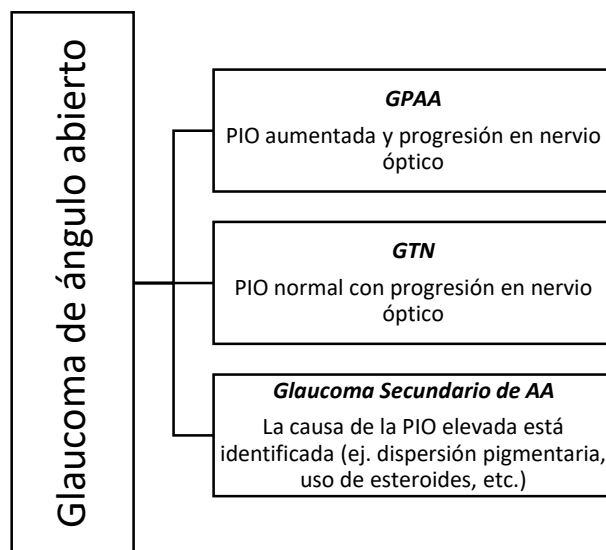 Glaucoma de ángulo abierto
GPAA
PIO aumentada y progresión en nervio
óptico
GTN
PIO normal con progresión en nervio
óptico
Glaucoma Secundario de AA
La causa de la PIO elevada está
identificada (ej. dispersión pigmentaria,
uso de esteroides, etc.)